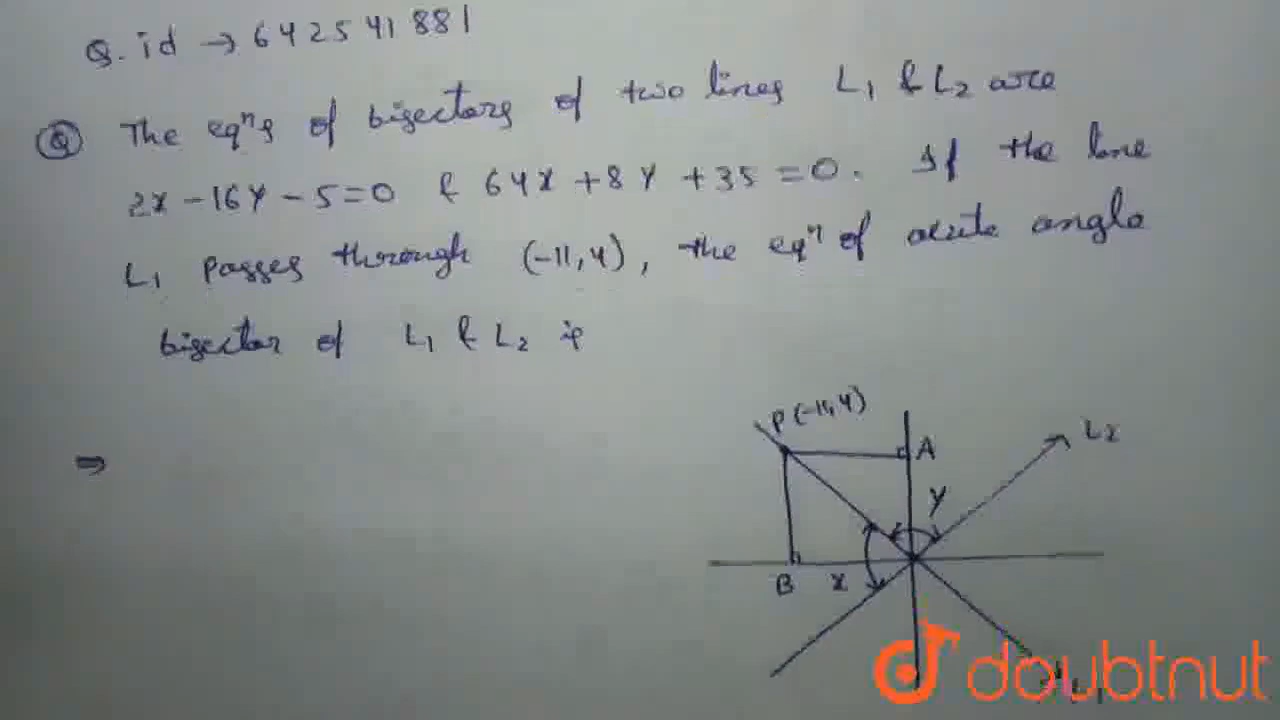 Q. id → 642541881
Q The eqⁿs of bisectors of two lines L₁ & L₂ are
2x - 16y - 5 = 0 & 64x + 8y + 35 = 0. If the line
L₁ passes through (-11, 4), the eqⁿ of acute angle
bisector of L₁ & L₂ is
⇒
P(-11, 4)
L2
A
y
B
x
L1
doubtnut